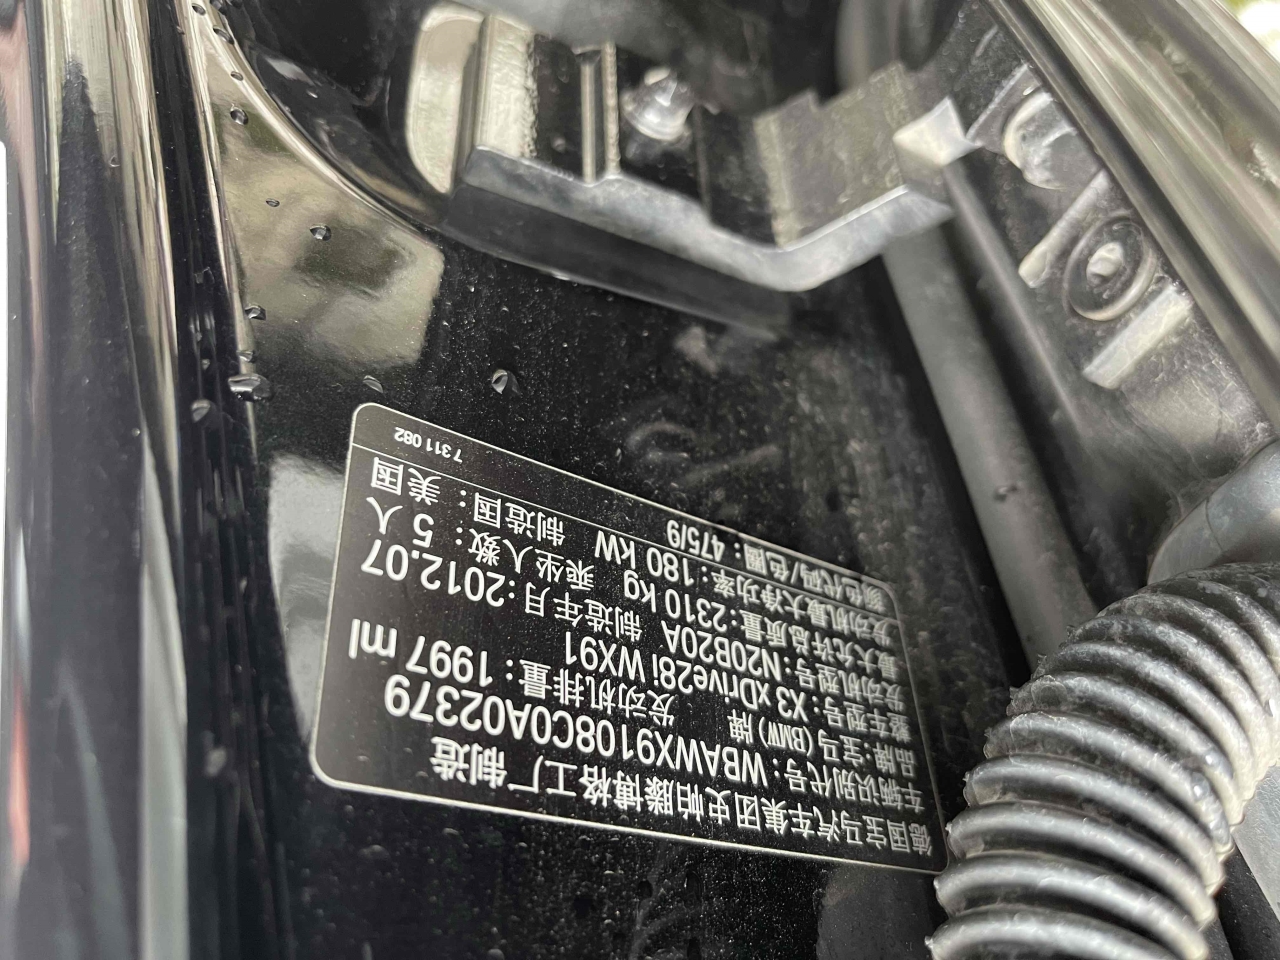 德国宝马汽车集团史帕滕博格工厂制造
车辆识别代号：WBAWX9108C0A02379
品牌：宝马(BMW)牌 发动机排量：1997 ml
整车型号：X3 xDrive28i WX91
发动机型号：N20B20A 制造年月：2012.07
最大允许总质量：2310 kg 乘坐人数：5 人
发动机最大净功率：180 kW 制造国：美国
颜色代码/色圈：475/9
7 311 082